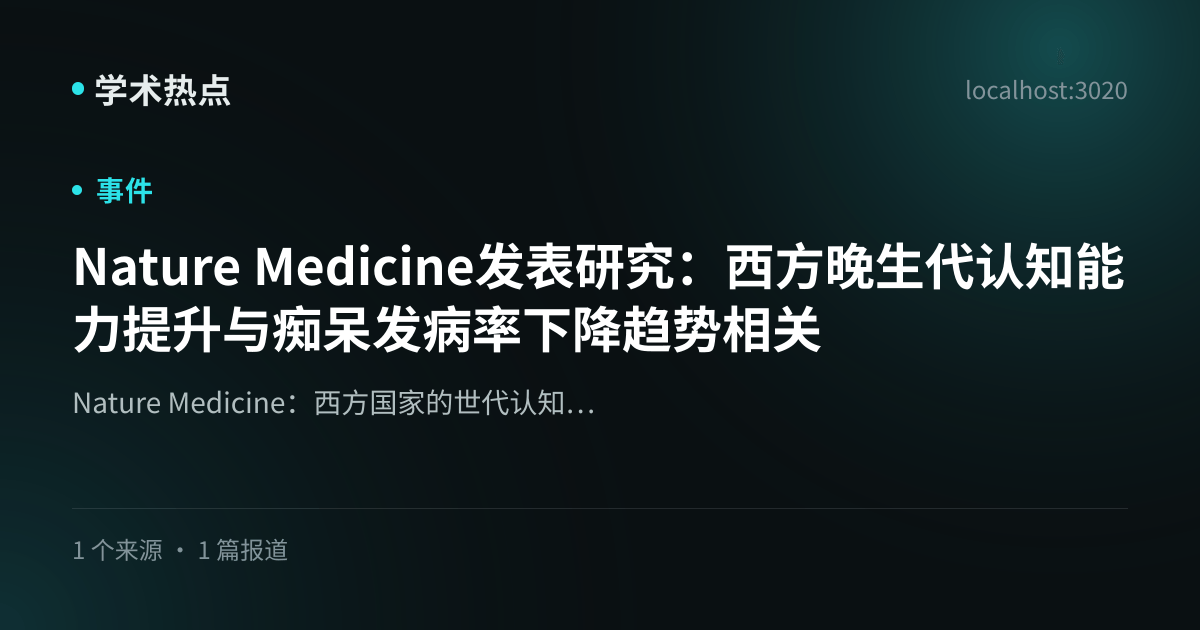 学术热点
localhost:3020
事件
Nature Medicine发表研究：西方晚生代认知能
力提升与痴呆发病率下降趋势相关
Nature Medicine：西方国家的世代认知…
1 个来源 · 1 篇报道